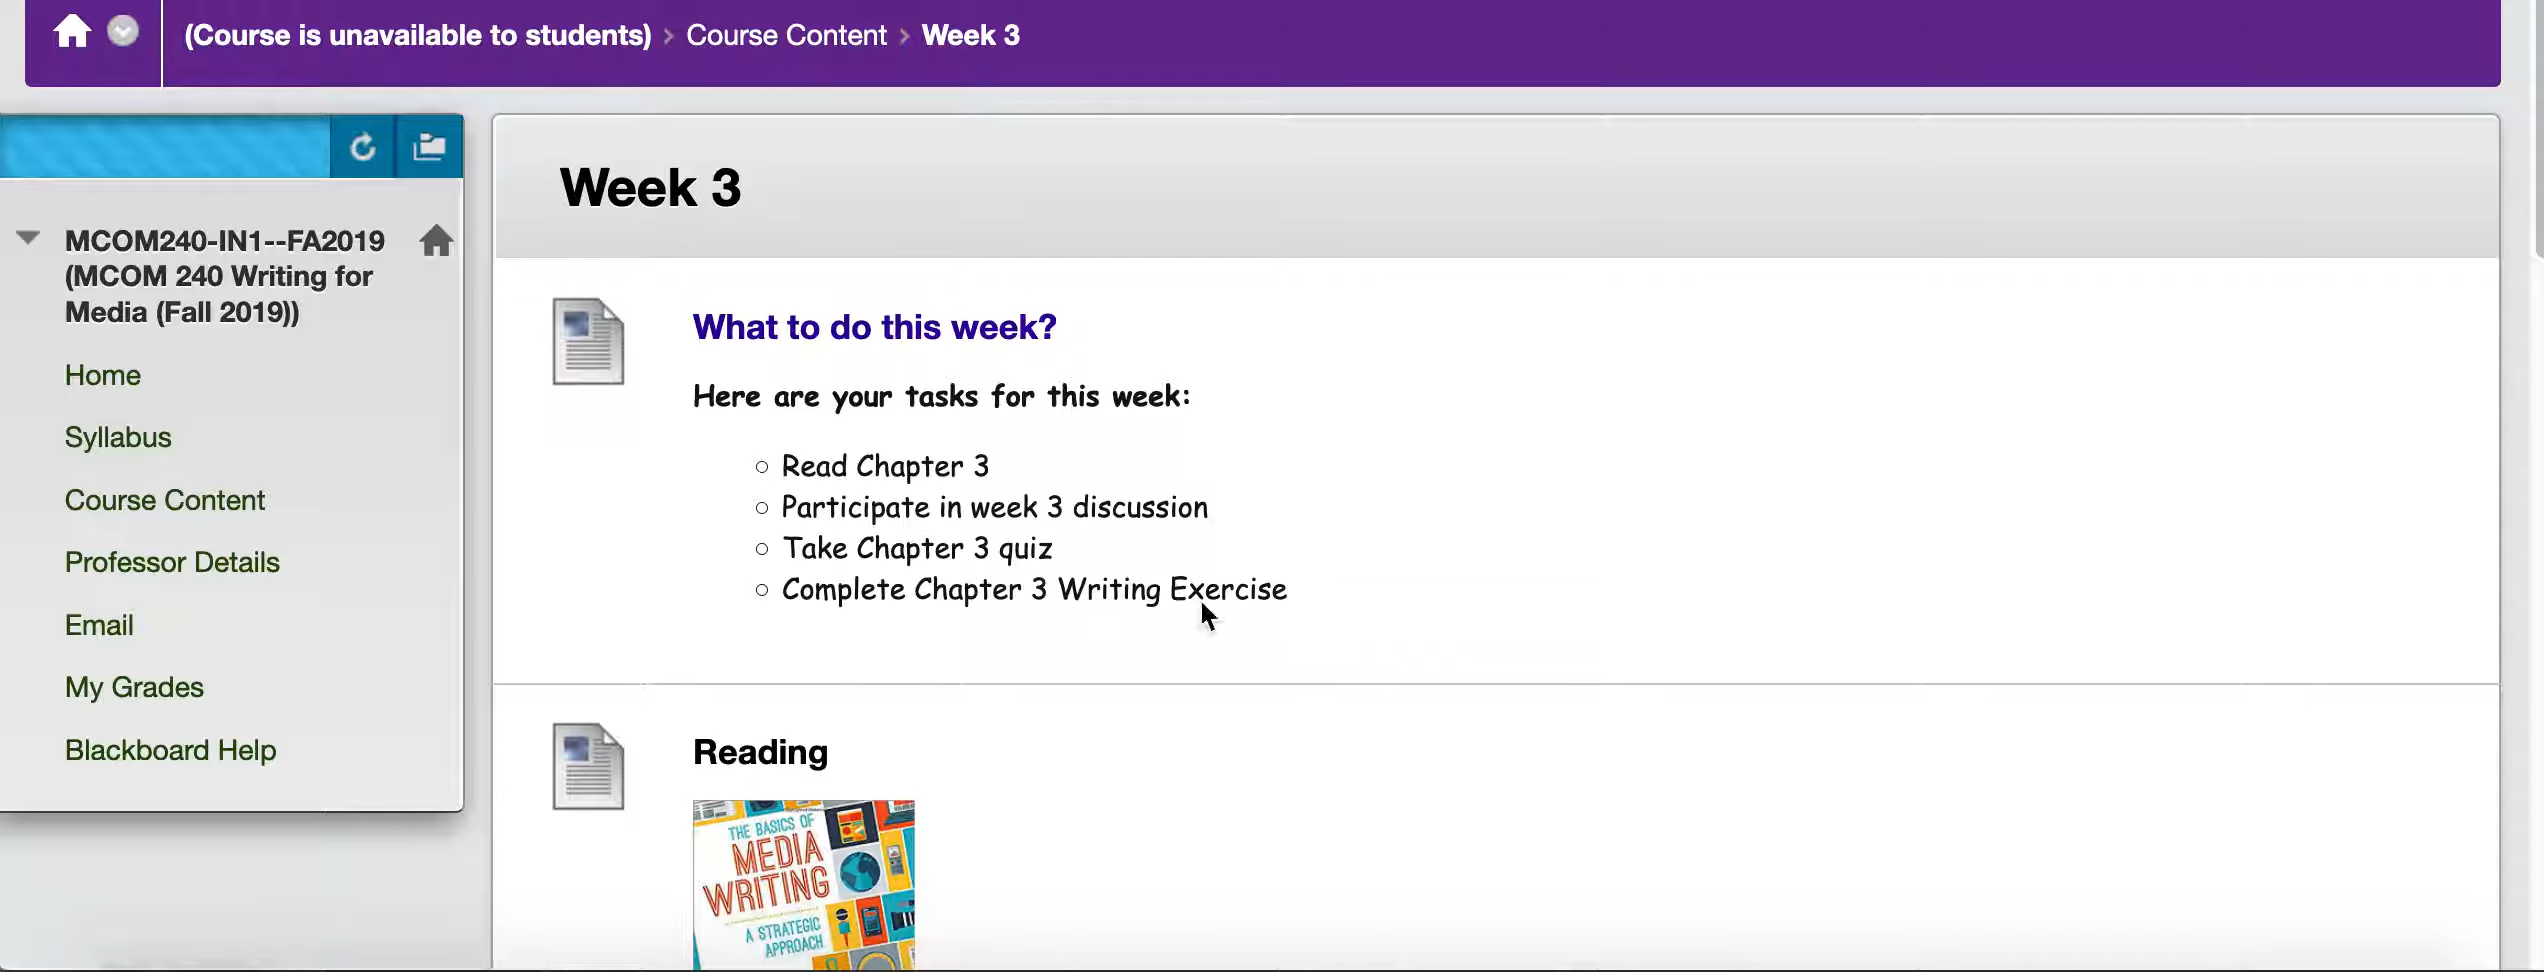 (Course is unavailable to students) > Course Content > Week 3
MCOM240-IN1--FA2019
(MCOM 240 Writing for
Media (Fall 2019))
Home
Syllabus
Course Content
Professor Details
Email
My Grades
Blackboard Help
Week 3
What to do this week?
Here are your tasks for this week:
Read Chapter 3
Participate in week 3 discussion
Take Chapter 3 quiz
Complete Chapter 3 Writing Exercise
Reading
THE BASICS OF
MEDIA
WRITING
A STRATEGIC
APPROACH